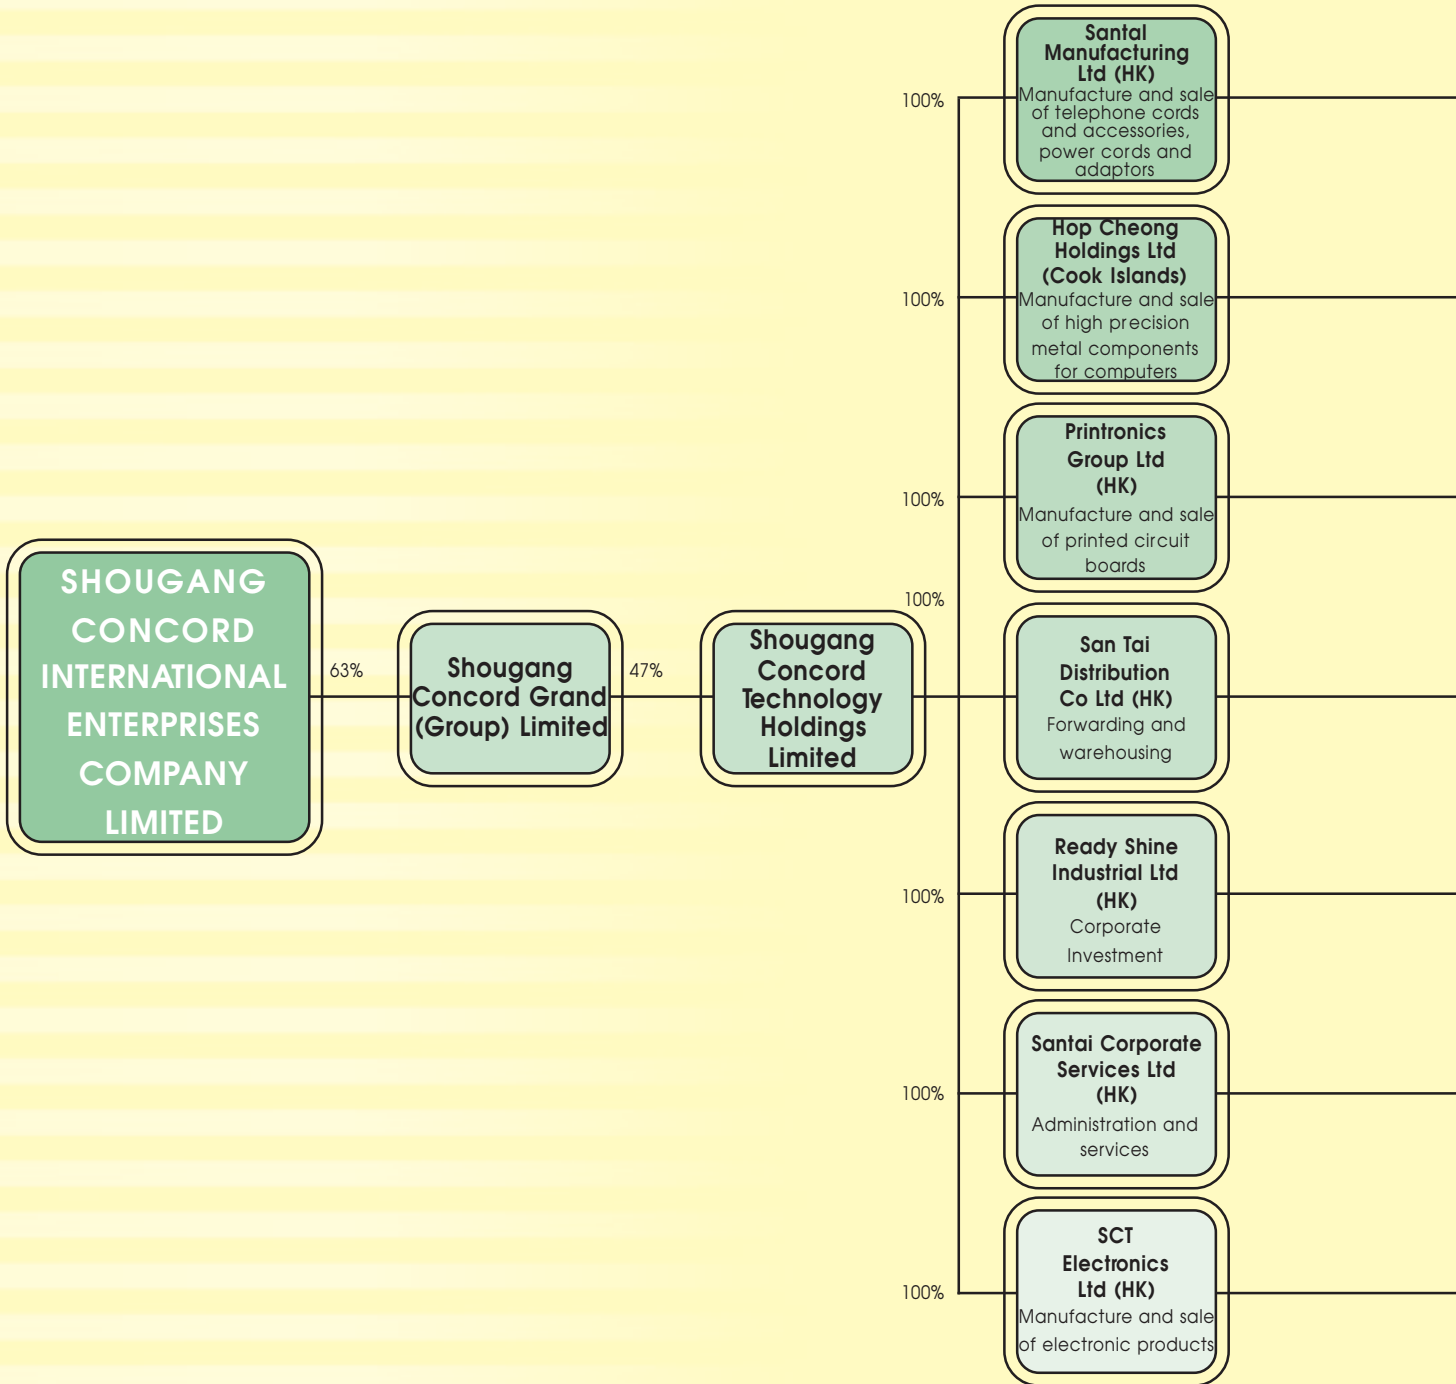 SHOUGANG
CONCORD
INTERNATIONAL
ENTERPRISES
COMPANY
LIMITED
63%
Shougang
Concord Grand
(Group) Limited
47%
Shougang
Concord
Technology
Holdings
Limited
100%
Santal
Manufacturing
Ltd (HK)
Manufacture and sale
of telephone cords
and accessories,
power cords and
adaptors
100%
Hop Cheong
Holdings Ltd
(Cook Islands)
Manufacture and sale
of high precision
metal components
for computers
100%
Printronics
Group Ltd
(HK)
Manufacture and sale
of printed circuit
boards
100%
San Tai
Distribution
Co Ltd (HK)
Forwarding and
warehousing
100%
Ready Shine
Industrial Ltd
(HK)
Corporate
Investment
100%
Santai Corporate
Services Ltd
(HK)
Administration and
services
100%
SCT
Electronics
Ltd (HK)
Manufacture and sale
of electronic products